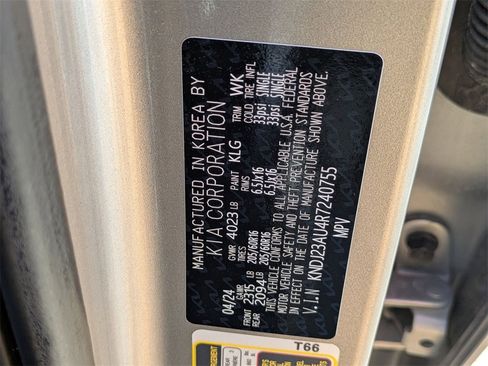 MANUFACTURED IN KOREA BY
KIA CORPORATION
04/24 GVWR 4023 LB PAINT KLG TRIM WK
GAWR TIRES RIMS COLD TIRE INFL
FRONT 2315 LB 205/60R16 6.5Jx16 33psi SINGLE
REAR 2094 LB 205/60R16 6.5Jx16 33psi SINGLE
THIS VEHICLE CONFORMS TO ALL APPLICABLE U.S.A. FEDERAL
MOTOR VEHICLE SAFETY AND THEFT PREVENTION STANDARDS
IN EFFECT ON THE DATE OF MANUFACTURE SHOWN ABOVE.
V.I.N KNDJ23AU4R7240755
MPV
T66